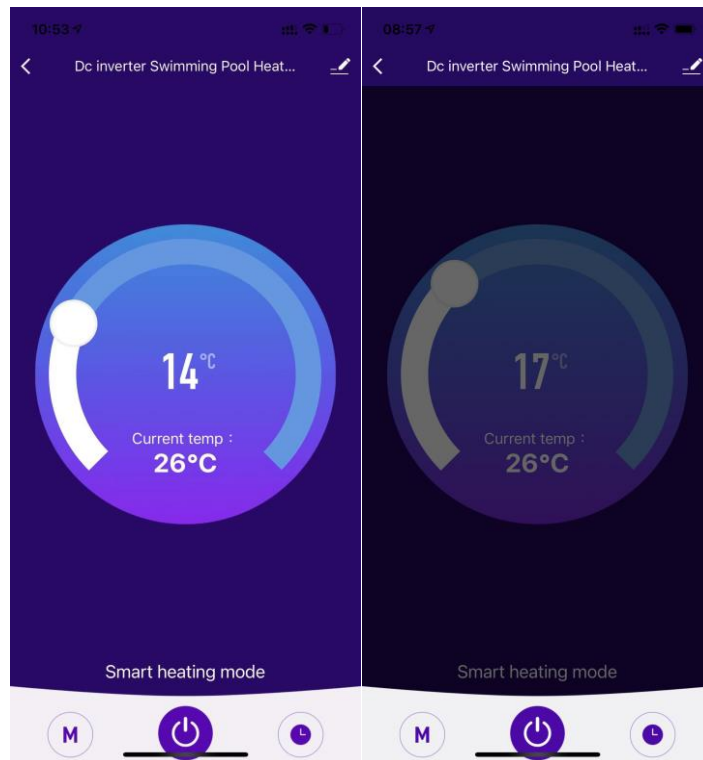 10:53
Dc inverter Swimming Pool Heat...
14°C
Current temp :
26°C
Smart heating mode
M
08:57
Dc inverter Swimming Pool Heat...
17°C
Current temp :
26°C
Smart heating mode
M